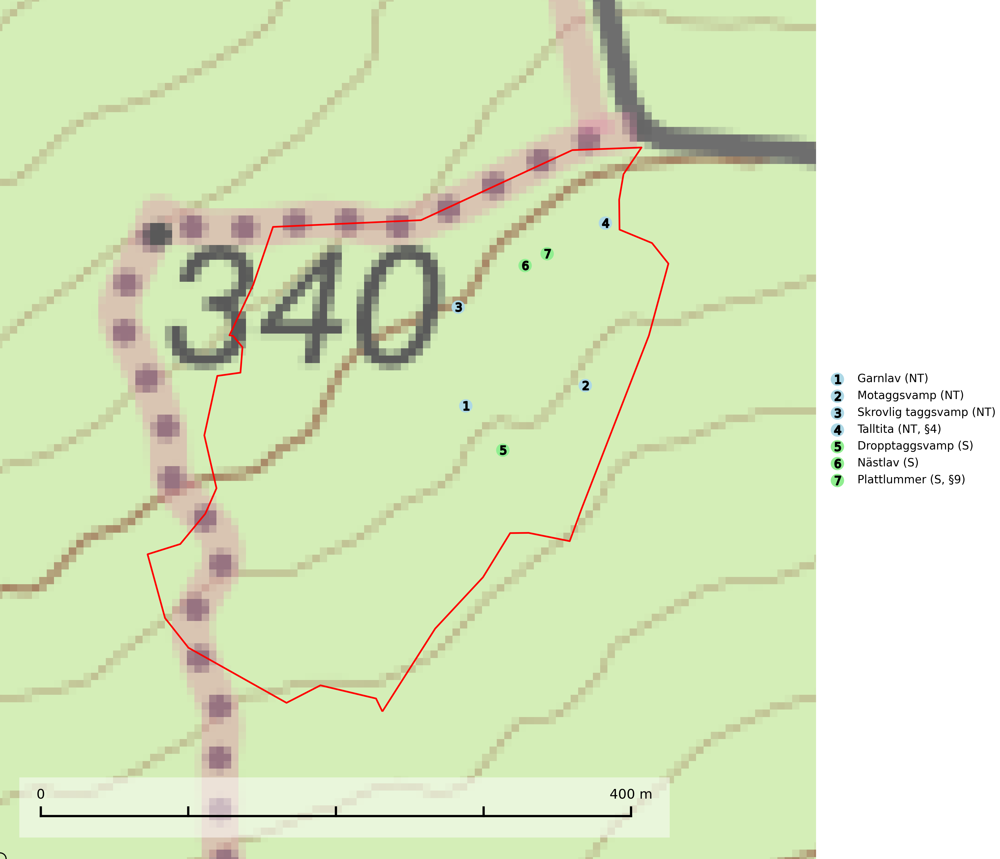 340
4
7
6
3
2
1
5
1 Garnlav (NT)
2 Motaggsvamp (NT)
3 Skrovlig taggsvamp (NT)
4 Talltita (NT, §4)
5 Dropptaggsvamp (S)
6 Nästlav (S)
7 Plattlummer (S, §9)
0 400 m